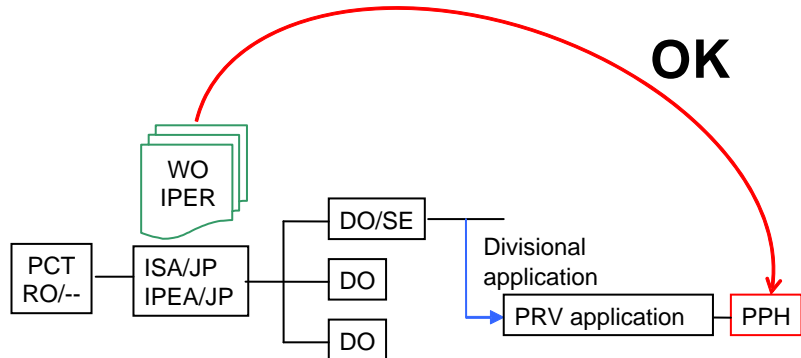 OK
WO
IPER
DO/SE
PCT
RO/--
ISA/JP
IPEA/JP
Divisional
application
DO
PRV application
PPH
DO